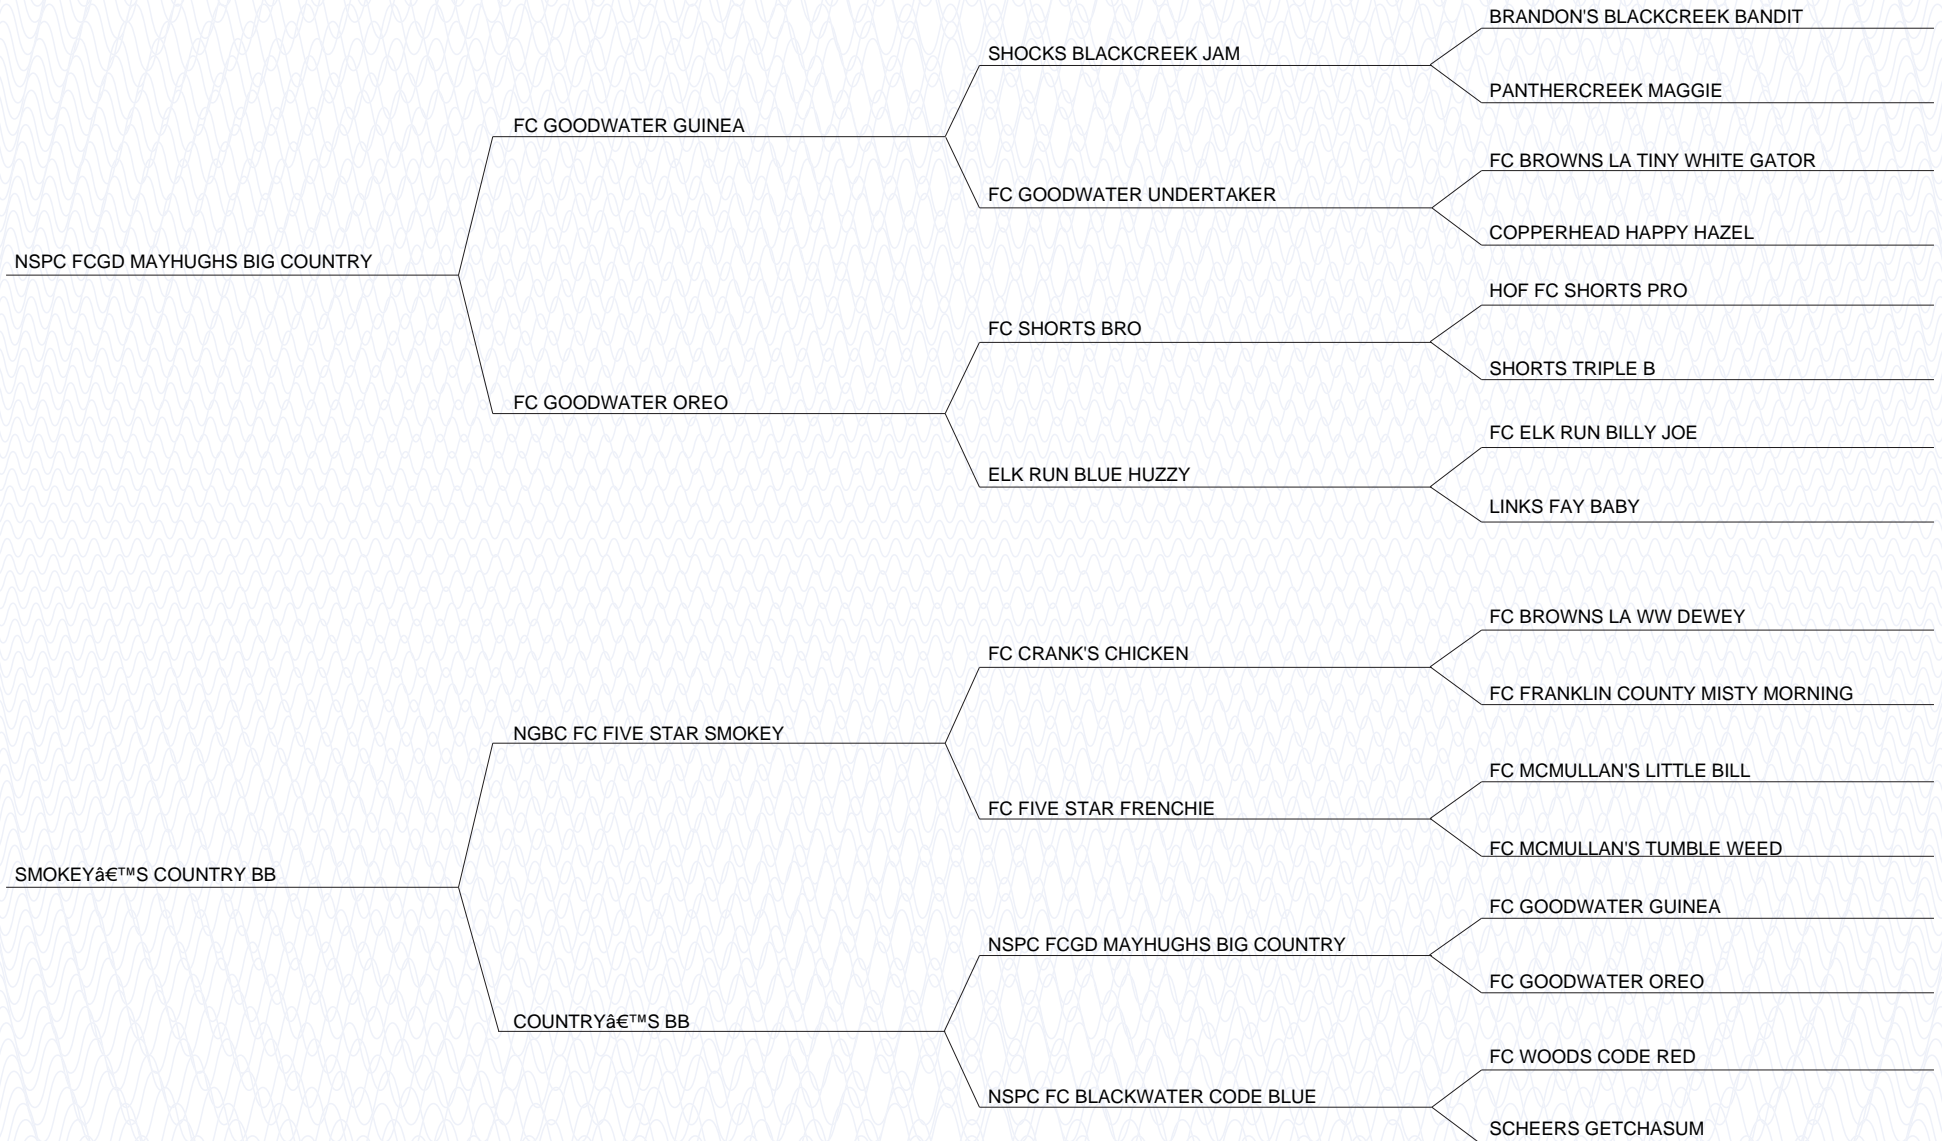 BRANDON'S BLACKCREEK BANDIT
SHOCKS BLACKCREEK JAM
PANTHERCREEK MAGGIE
FC GOODWATER GUINEA
FC BROWNS LA TINY WHITE GATOR
FC GOODWATER UNDERTAKER
COPPERHEAD HAPPY HAZEL
NSPC FCGD MAYHUGHS BIG COUNTRY
HOF FC SHORTS PRO
FC SHORTS BRO
SHORTS TRIPLE B
FC GOODWATER OREO
FC ELK RUN BILLY JOE
ELK RUN BLUE HUZZY
LINKS FAY BABY
FC BROWNS LA WW DEWEY
FC CRANK'S CHICKEN
FC FRANKLIN COUNTY MISTY MORNING
NGBC FC FIVE STAR SMOKEY
FC MCMULLAN'S LITTLE BILL
FC FIVE STAR FRENCHIE
FC MCMULLAN'S TUMBLE WEED
SMOKEYâ€™S COUNTRY BB
FC GOODWATER GUINEA
NSPC FCGD MAYHUGHS BIG COUNTRY
FC GOODWATER OREO
COUNTRYâ€™S BB
FC WOODS CODE RED
NSPC FC BLACKWATER CODE BLUE
SCHEERS GETCHASUM